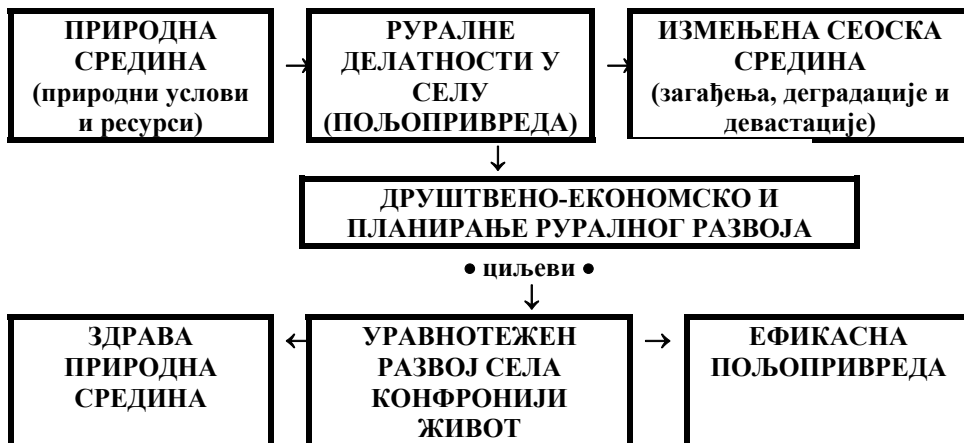 ПРИРОДНА
СРЕДИНА
(природни услови
и ресурси)
→
РУРАЛНЕ
ДЕЛАТНОСТИ У
СЕЛУ
(ПОЉОПРИВРЕДА)
→
ИЗМЕЊЕНА СЕОСКА
СРЕДИНА
(загађења, деградације и
девастације)
↓
ДРУШТВЕНО-ЕКОНОМСКО И
ПЛАНИРАЊЕ РУРАЛНОГ РАЗВОЈА
• циљеви •
↓
ЗДРАВА
ПРИРОДНА
СРЕДИНА
←
УРАВНОТЕЖЕН
РАЗВОЈ СЕЛА
КОНФРОНИЈИ
ЖИВОТ
→
ЕФИКАСНА
ПОЉОПРИВРЕДА